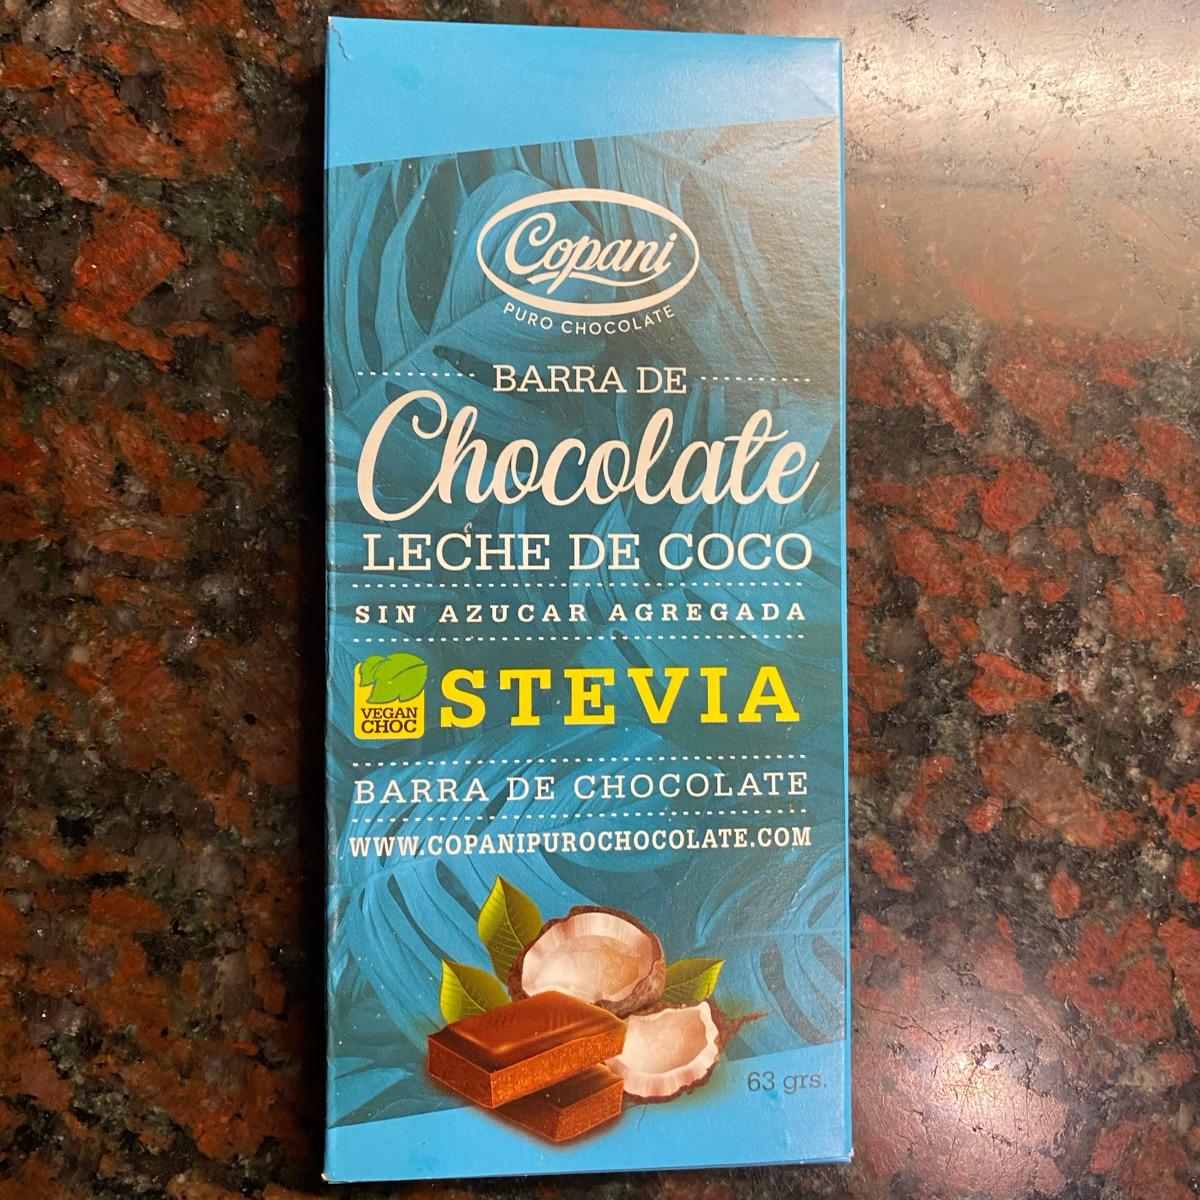 Copani
PURO CHOCOLATE
BARRA DE
Chocolate
LECHE DE COCO
SIN AZUCAR AGREGADA
VEGAN
CHOC
STEVIA
BARRA DE CHOCOLATE
WWW.COPANIPUROCHOCOLATE.COM
63 grs.